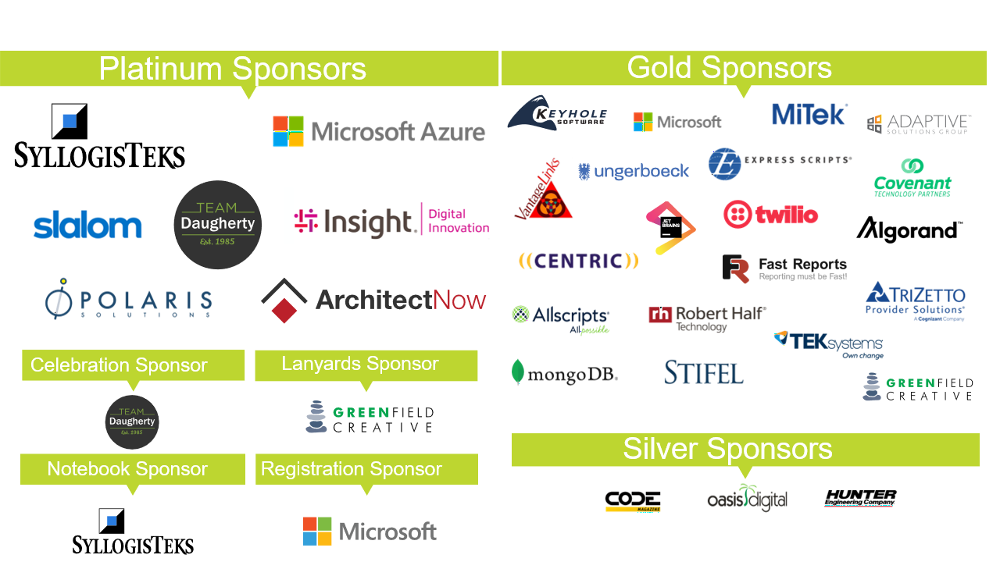 Platinum Sponsors
SYLLOGISTEKS
Microsoft Azure
slalom
TEAM
Daugherty
Est. 1985
Insight.
Digital
Innovation
POLARIS
SOLUTIONS
ArchitectNow
Celebration Sponsor
TEAM
Daugherty
Est. 1985
Lanyards Sponsor
GREENFIELD
CREATIVE
Notebook Sponsor
SYLLOGISTEKS
Registration Sponsor
Microsoft
Gold Sponsors
KEYHOLE
SOFTWARE
Microsoft
MiTek®
ADAPTIVE™
SOLUTIONS GROUP
VantageLinks
ungerboeck
E
EXPRESS SCRIPTS®
Covenant
TECHNOLOGY PARTNERS
JET
BRAINS
twilio
Algorand™
((CENTRIC))
FR
Fast Reports
Reporting must be Fast!
TRIZETTO
Provider Solutions®
A Cognizant Company
Allscripts®
All possible
rh
Robert Half®
Technology
TEKsystems®
Own change
mongoDB®
STIFEL
GREENFIELD
CREATIVE
Silver Sponsors
CODE
MAGAZINE
oasis digital
HUNTER
Engineering Company